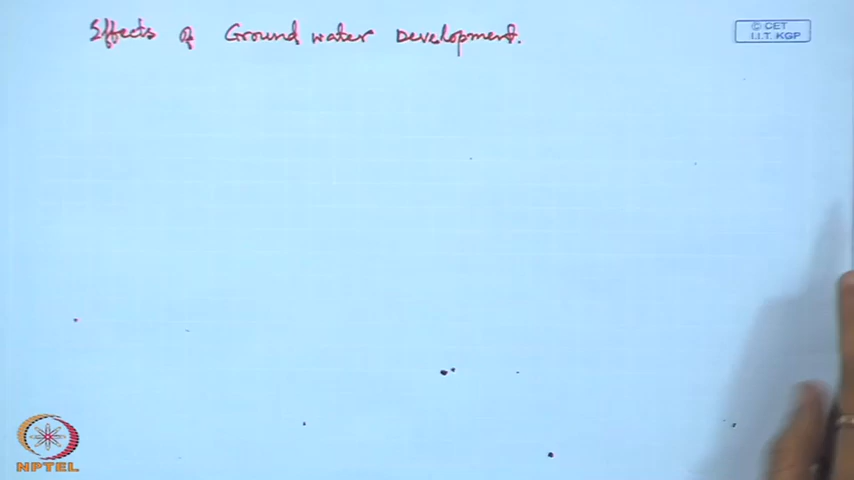 Effects of Ground water Development.
© CET
I.I.T. KGP
NPTEL